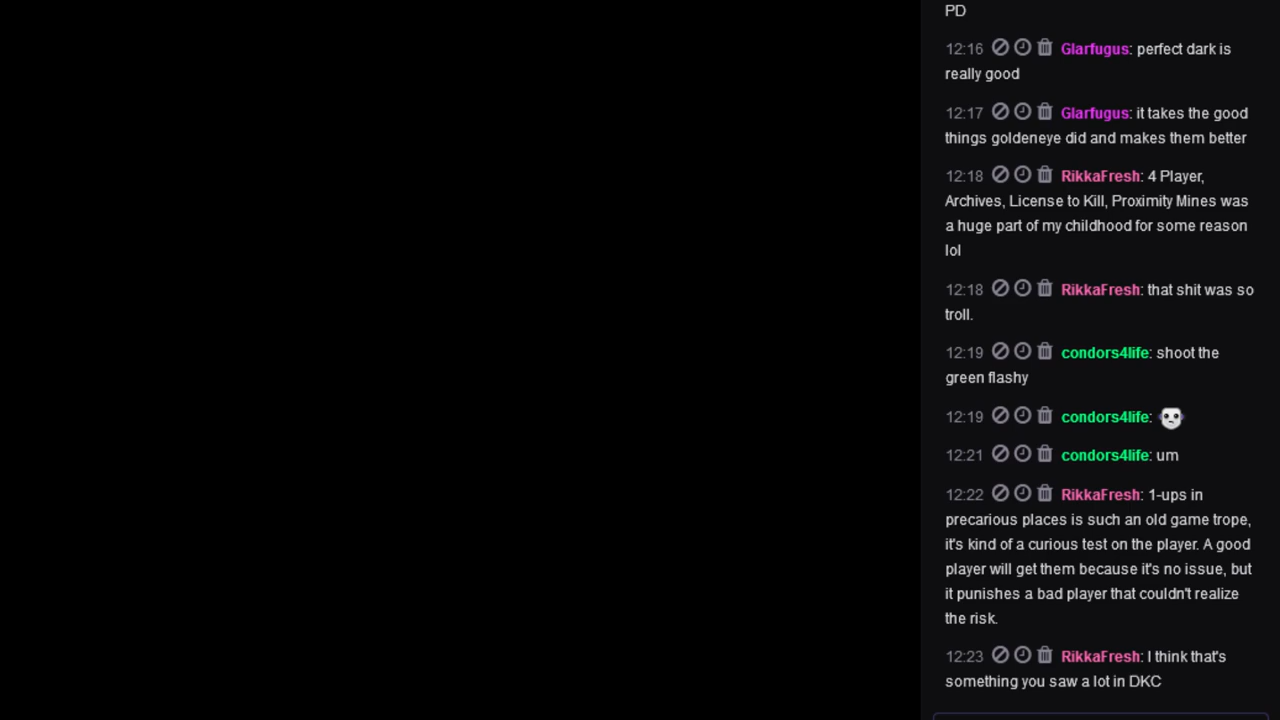 PD
12:16 Glarfugus: perfect dark is
really good
12:17 Glarfugus: it takes the good
things goldeneye did and makes them better
12:18 RikkaFresh: 4 Player,
Archives, License to Kill, Proximity Mines was
a huge part of my childhood for some reason
lol
12:18 RikkaFresh: that shit was so
troll.
12:19 condors4life: shoot the
green flashy
12:19 condors4life:
12:21 condors4life: um
12:22 RikkaFresh: 1-ups in
precarious places is such an old game trope,
it's kind of a curious test on the player. A good
player will get them because it's no issue, but
it punishes a bad player that couldn't realize
the risk.
12:23 RikkaFresh: I think that's
something you saw a lot in DKC